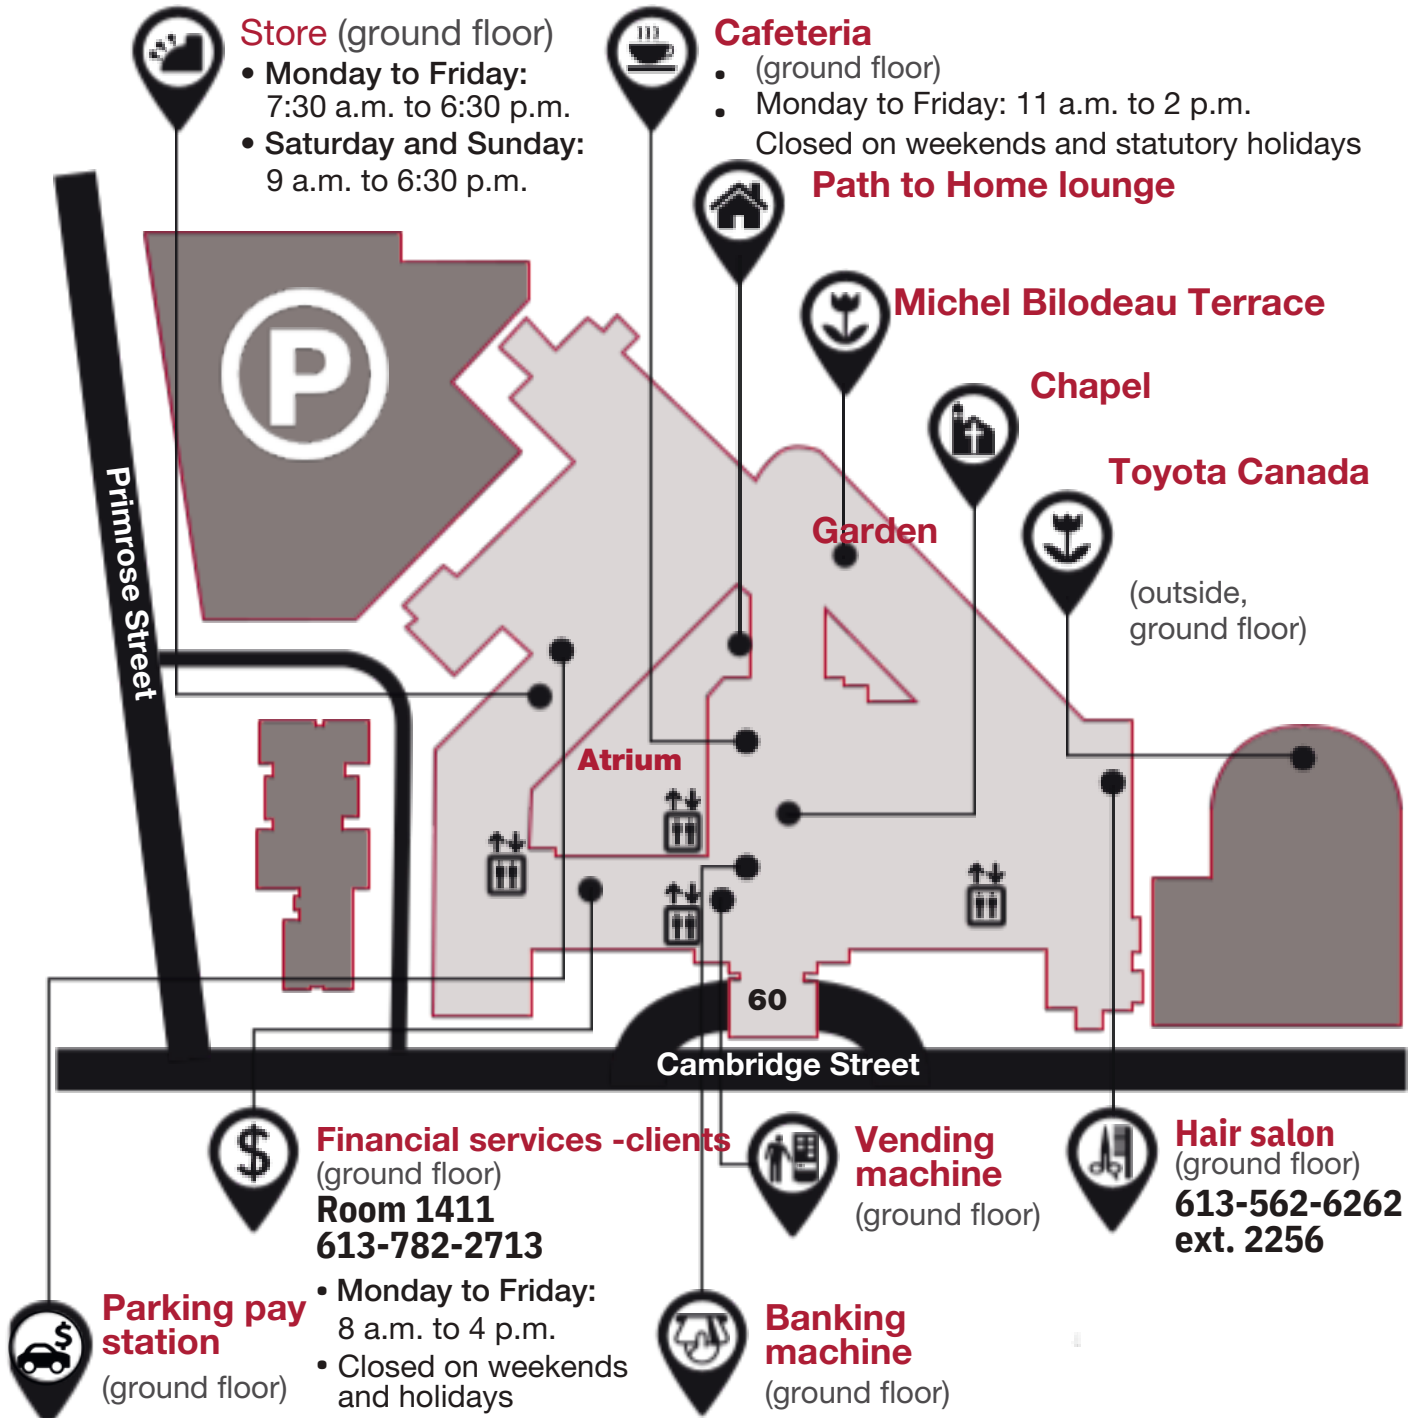 Store (ground floor)
• Monday to Friday:
7:30 a.m. to 6:30 p.m.
• Saturday and Sunday:
9 a.m. to 6:30 p.m.
Cafeteria
• (ground floor)
• Monday to Friday: 11 a.m. to 2 p.m.
Closed on weekends and statutory holidays
Path to Home lounge
Michel Bilodeau Terrace
Chapel
Toyota Canada
Garden
(outside,
ground floor)
P
Primrose Street
Atrium
60
Cambridge Street
$
Financial services -clients
(ground floor)
Room 1411
613-782-2713
• Monday to Friday:
8 a.m. to 4 p.m.
• Closed on weekends
and holidays
Vending
machine
(ground floor)
Hair salon
(ground floor)
613-562-6262
ext. 2256
$
Parking pay
station
(ground floor)
Banking
machine
(ground floor)